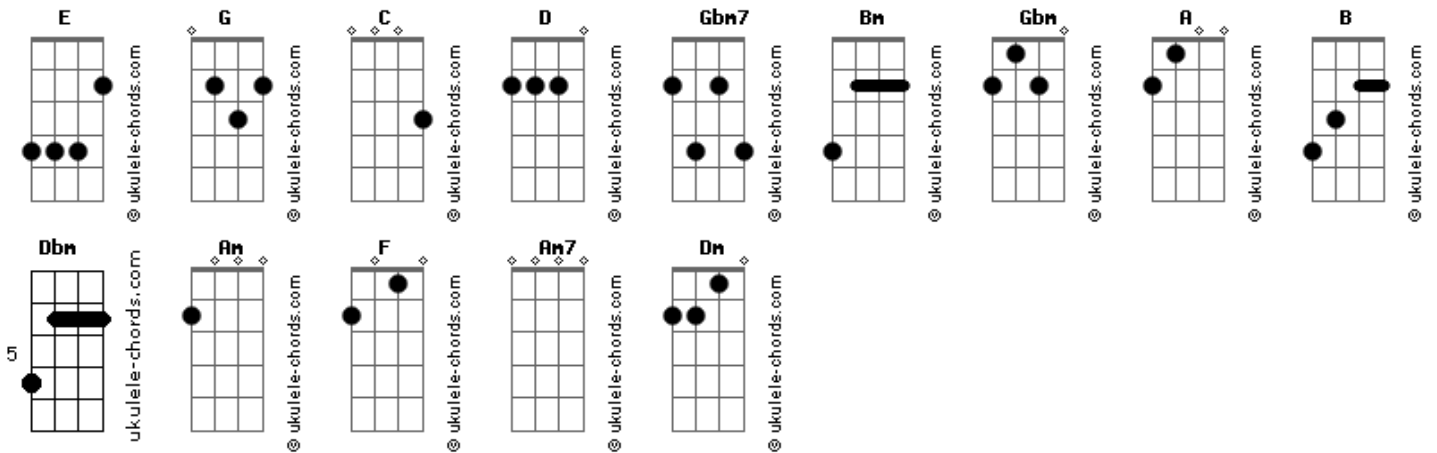 E G C D Gbm7 Bm Gbm A B
© ukulele-chords.com © ukulele-chords.com © ukulele-chords.com © ukulele-chords.com © ukulele-chords.com © ukulele-chords.com © ukulele-chords.com © ukulele-chords.com © ukulele-chords.com
Dbm Am F Am7 Dm
5
ukulele-chords.com © ukulele-chords.com © ukulele-chords.com © ukulele-chords.com © ukulele-chords.com